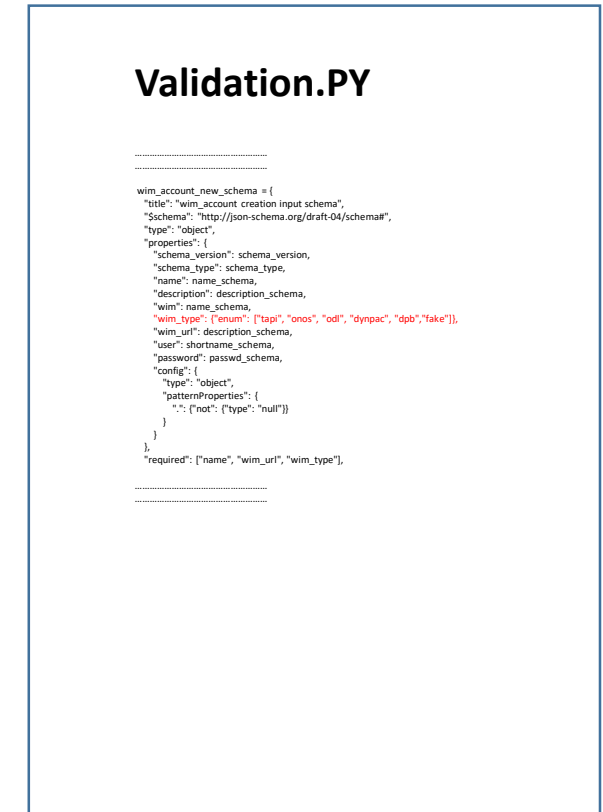 Validation.PY
……………………………………………….
……………………………………………….
wim_account_new_schema = {
"title": "wim_account creation input schema",
"$schema": "http://json-schema.org/draft-04/schema#",
"type": "object",
"properties": {
"schema_version": schema_version,
"schema_type": schema_type,
"name": name_schema,
"description": description_schema,
"wim": name_schema,
"wim_type": {"enum": ["tapi", "onos", "odl", "dynpac", "dpb","fake"]},
"wim_url": description_schema,
"user": shortname_schema,
"password": passwd_schema,
"config": {
"type": "object",
"patternProperties": {
".": {"not": {"type": "null"}}
}
}
},
"required": ["name", "wim_url", "wim_type"],
……………………………………………….
……………………………………………….